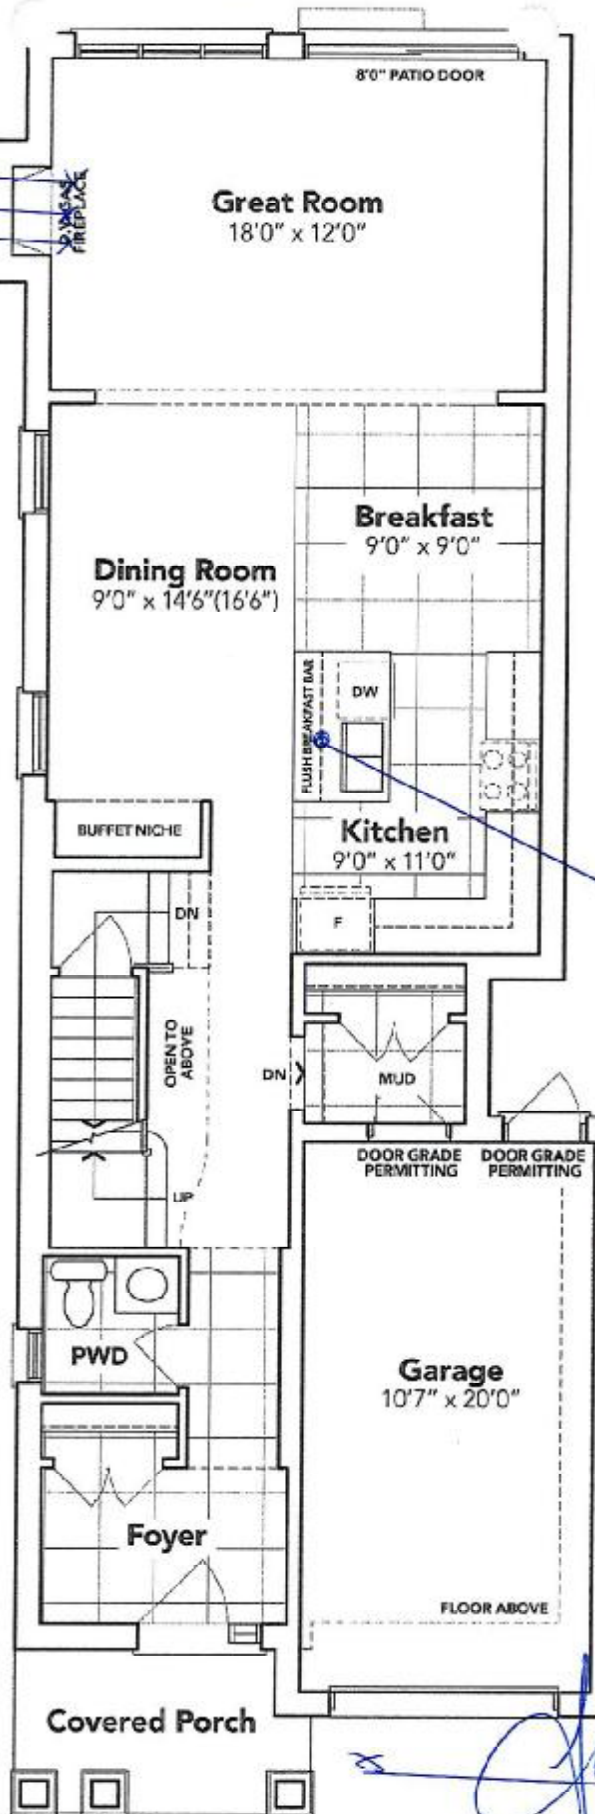 8'0" PATIO DOOR
Great Room
18'0" x 12'0"
FIREPLACE
Breakfast
9'0" x 9'0"
Dining Room
9'0" x 14'6"(16'6")
FLUSH BREAKFAST BAR
DW
BUFFET NICHE
Kitchen
9'0" x 11'0"
DN
F
OPEN TO
ABOVE
DN
MUD
DOOR GRADE
PERMITTING
DOOR GRADE
PERMITTING
UP
PWD
Garage
10'7" x 20'0"
Foyer
FLOOR ABOVE
Covered Porch